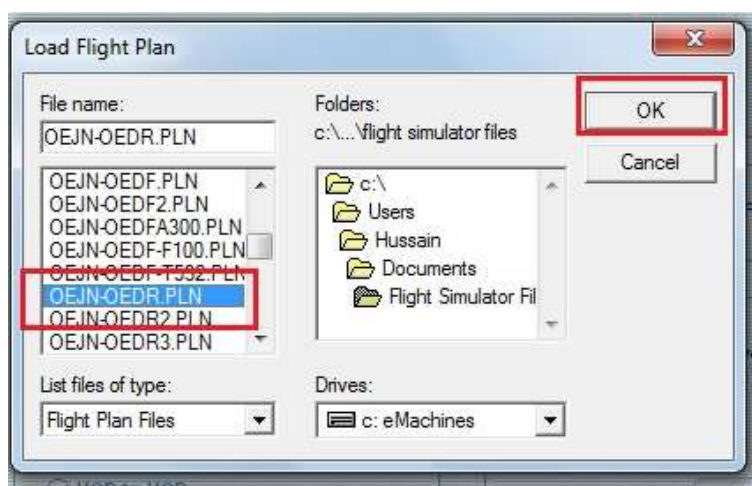 Load Flight Plan
File name:
OEJN-OEDR.PLN
OEJN-OEDF.PLN
OEJN-OEDF2.PLN
OEJN-OEDFA300.PLN
OEJN-OEDF-F100.PLN
OEJN-OEDF-T532.PLN
OEJN-OEDR.PLN
OEJN-OEDR2.PLN
OEJN-OEDR3.PLN
List files of type:
Flight Plan Files
Folders:
c:\...\flight simulator files
c:\
Users
Hussain
Documents
Flight Simulator Fil
Drives:
c: eMachines
OK
Cancel